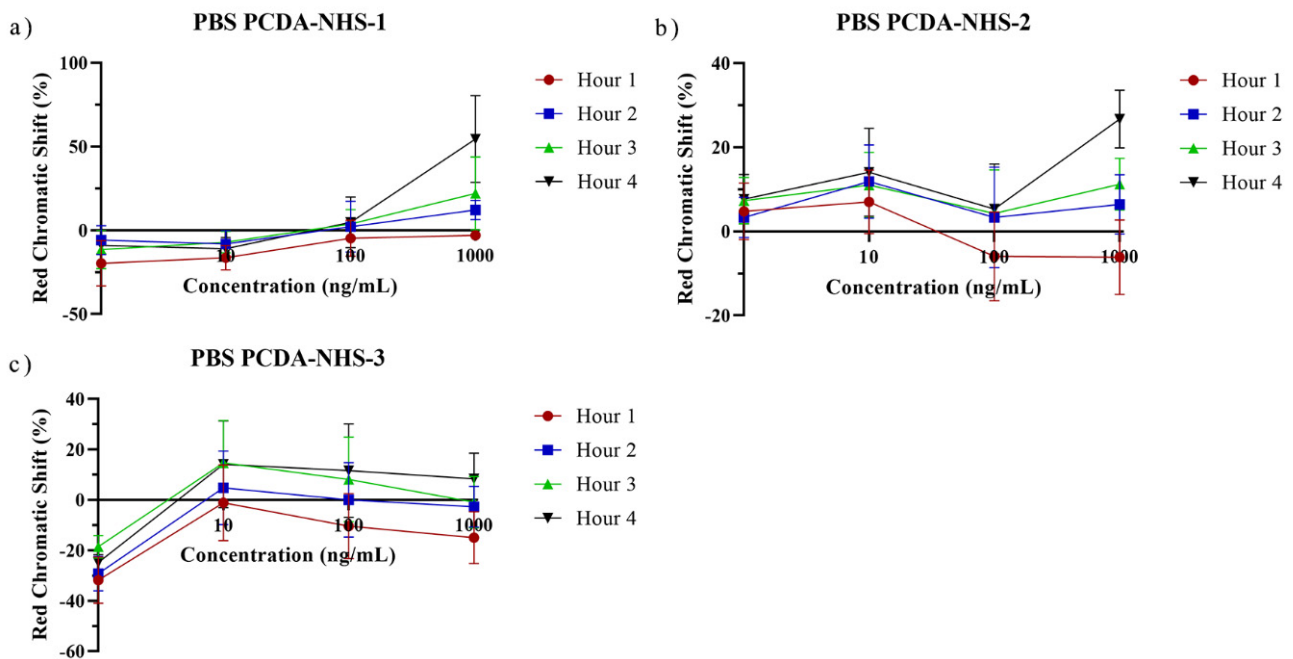 a)
PBS PCDA-NHS-1
Red Chromatic Shift (%)
100
50
0
-50
10
100
1000
Concentration (ng/mL)
Hour 1
Hour 2
Hour 3
Hour 4
b)
PBS PCDA-NHS-2
Red Chromatic Shift (%)
40
20
0
-20
10
100
1000
Concentration (ng/mL)
Hour 1
Hour 2
Hour 3
Hour 4
c)
PBS PCDA-NHS-3
Red Chromatic Shift (%)
40
20
0
-20
-40
-60
10
100
1000
Concentration (ng/mL)
Hour 1
Hour 2
Hour 3
Hour 4